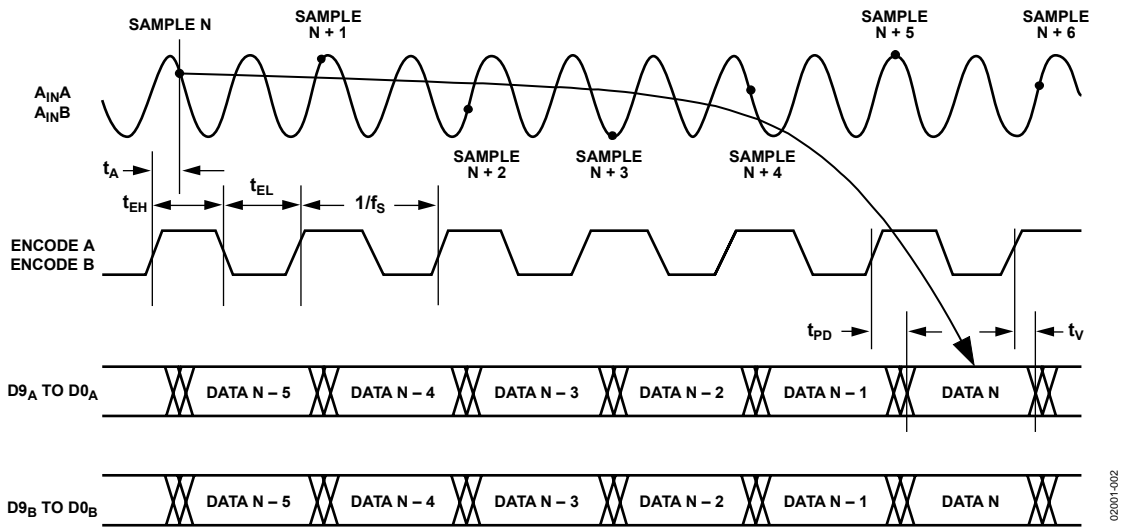 SAMPLE N
SAMPLE
N + 1
SAMPLE
N + 5
SAMPLE
N + 6
AINA
AINB
SAMPLE
N + 2
SAMPLE
N + 3
SAMPLE
N + 4
tA
tEH
tEL
1/fS
ENCODE A
ENCODE B
tPD
tV
D9A TO D0A
DATA N – 5
DATA N – 4
DATA N – 3
DATA N – 2
DATA N – 1
DATA N
D9B TO D0B
DATA N – 5
DATA N – 4
DATA N – 3
DATA N – 2
DATA N – 1
DATA N
02001-002